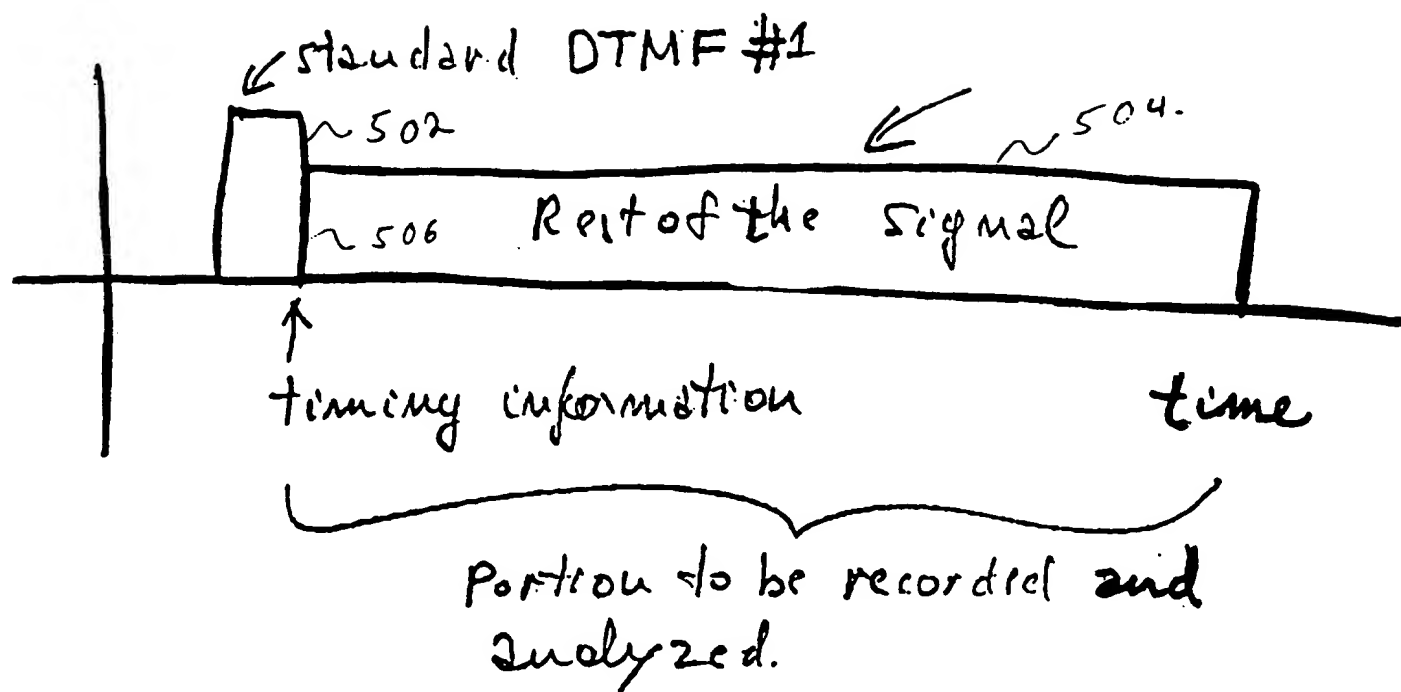 standard DTMF #1
502
504.
506
Rest of the signal
timing information
time
Portion to be recorded and
analyzed.